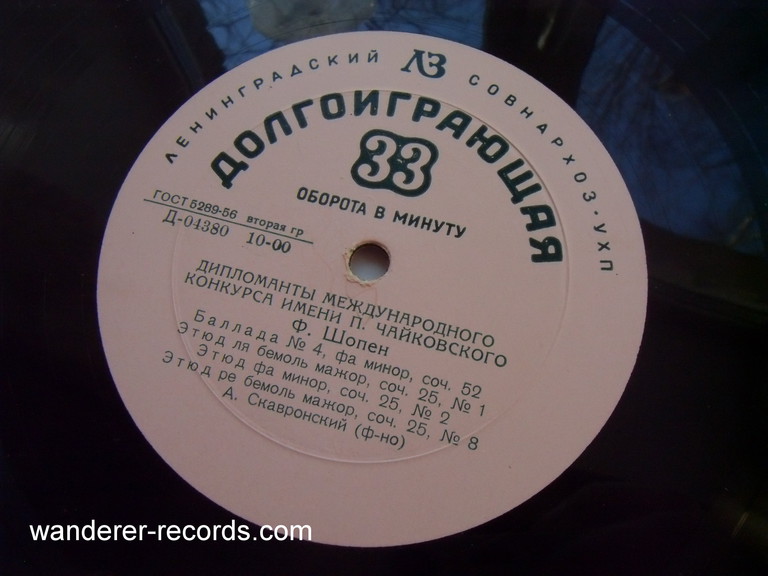 ЛЕНИНГРАДСКИЙ ЛЗ СОВНАРХОЗ · УХП
ДОЛГОИГРАЮЩАЯ
33
ОБОРОТА В МИНУТУ
ГОСТ 5289-56 вторая гр
Д-04380 10-00
ДИПЛОМАНТЫ МЕЖДУНАРОДНОГО
КОНКУРСА ИМЕНИ П. ЧАЙКОВСКОГО
Ф. Шопен
Баллада № 4, фа минор, соч. 52
Этюд ля бемоль мажор, соч. 25, № 1
Этюд фа минор, соч. 25, № 2
Этюд ре бемоль мажор, соч. 25, № 8
А. Скавронский (ф-но)
wanderer-records.com